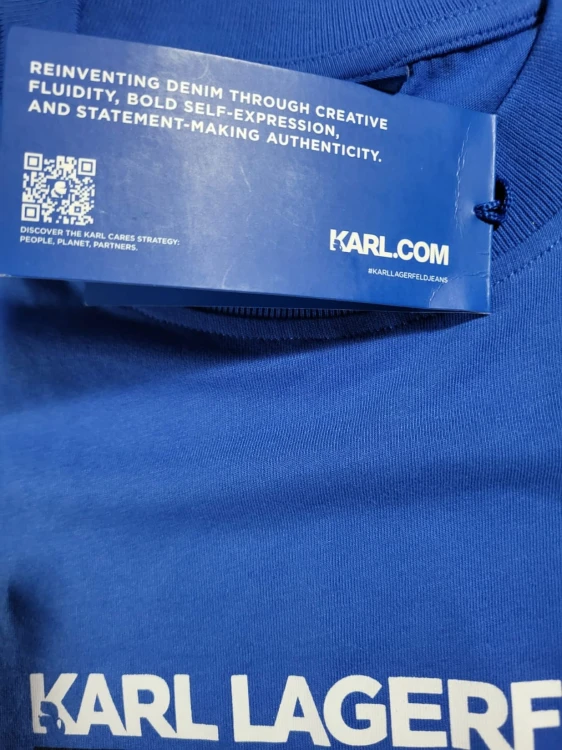 REINVENTING DENIM THROUGH CREATIVE
FLUIDITY, BOLD SELF-EXPRESSION,
AND STATEMENT-MAKING AUTHENTICITY.
DISCOVER THE KARL CARES STRATEGY:
PEOPLE, PLANET, PARTNERS.
KARL.COM
#KARLLAGERFELDJEANS
KARL LAGERF